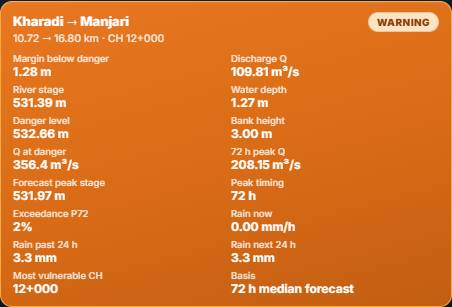 Kharadi → Manjari
WARNING
10.72 → 16.80 km · CH 12+000
Margin below danger
1.28 m
Discharge Q
109.81 m³/s
River stage
531.39 m
Water depth
1.27 m
Danger level
532.66 m
Bank height
3.00 m
Q at danger
356.4 m³/s
72 h peak Q
208.15 m³/s
Forecast peak stage
531.97 m
Peak timing
72 h
Exceedance P72
2%
Rain now
0.00 mm/h
Rain past 24 h
3.3 mm
Rain next 24 h
3.3 mm
Most vulnerable CH
12+000
Basis
72 h median forecast